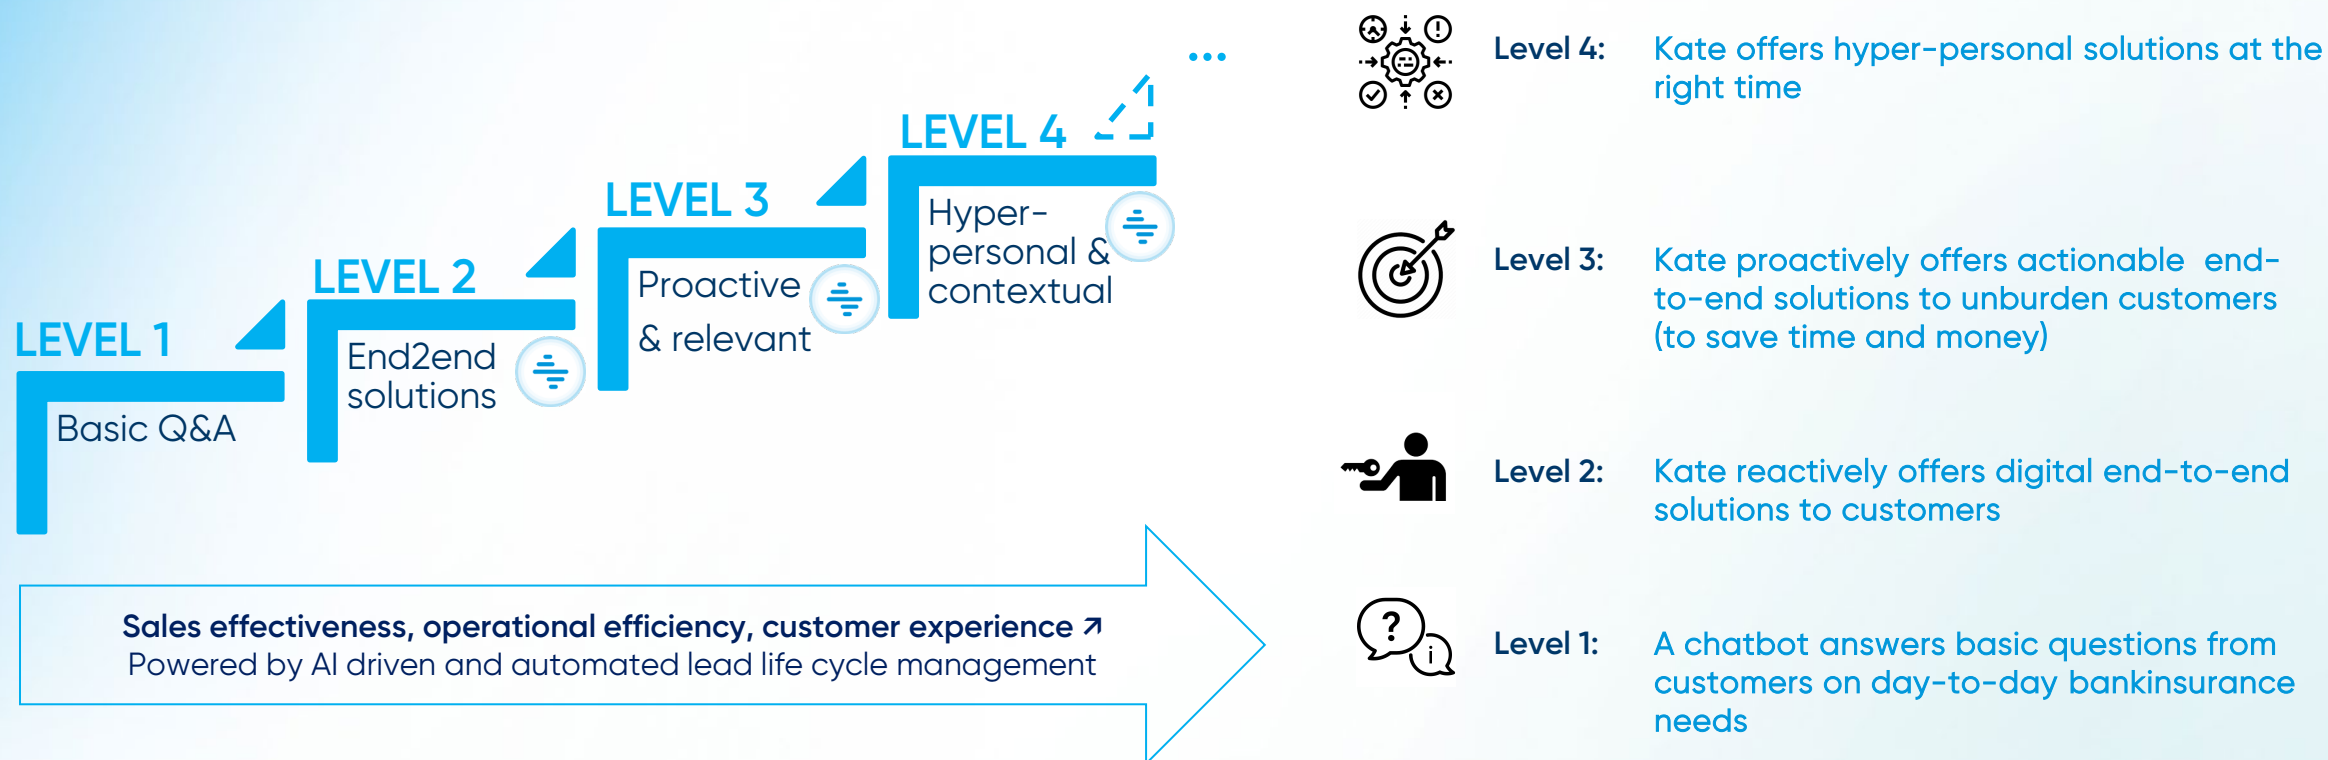 LEVEL 1
Basic Q&A
LEVEL 2
End2end
solutions
LEVEL 3
Proactive
& relevant
LEVEL 4
Hyper-
personal &
contextual
...
Sales effectiveness, operational efficiency, customer experience ↗
Powered by AI driven and automated lead life cycle management
Level 4: Kate offers hyper-personal solutions at the
right time
Level 3: Kate proactively offers actionable end-
to-end solutions to unburden customers
(to save time and money)
Level 2: Kate reactively offers digital end-to-end
solutions to customers
?
i
Level 1: A chatbot answers basic questions from
customers on day-to-day bankinsurance
needs